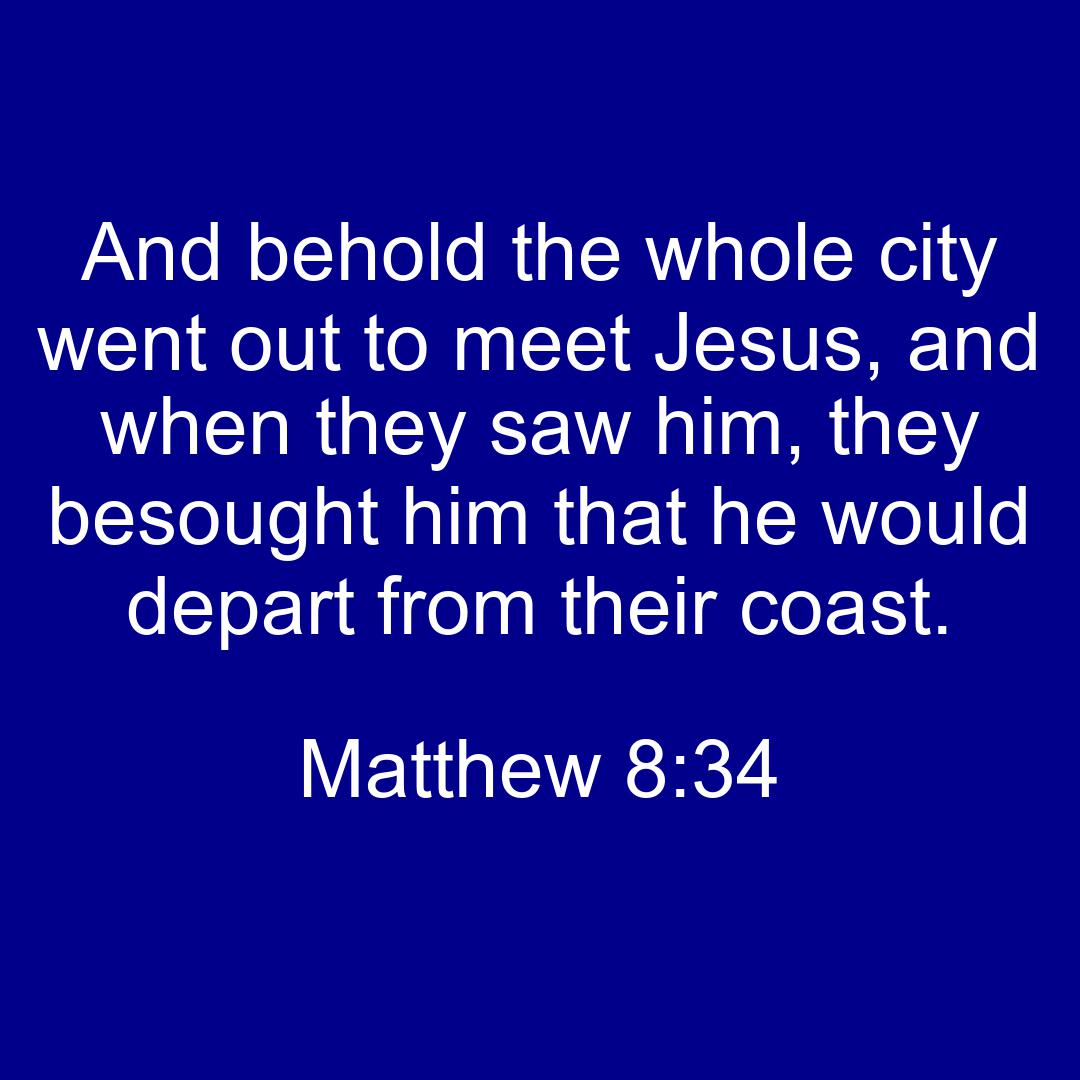 And behold the whole city
went out to meet Jesus, and
when they saw him, they
besought him that he would
depart from their coast.
Matthew 8:34